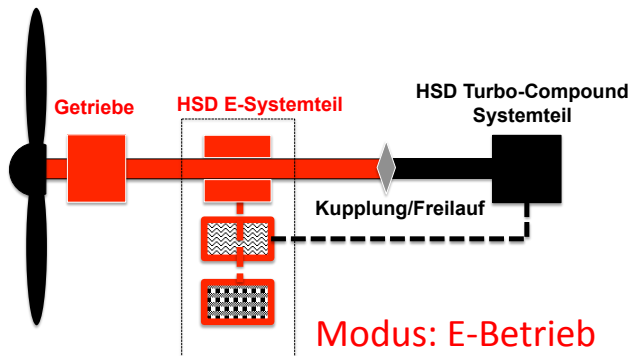 Getriebe
HSD E-Systemteil
HSD Turbo-Compound
Systemteil
Kupplung/Freilauf
Modus: E-Betrieb